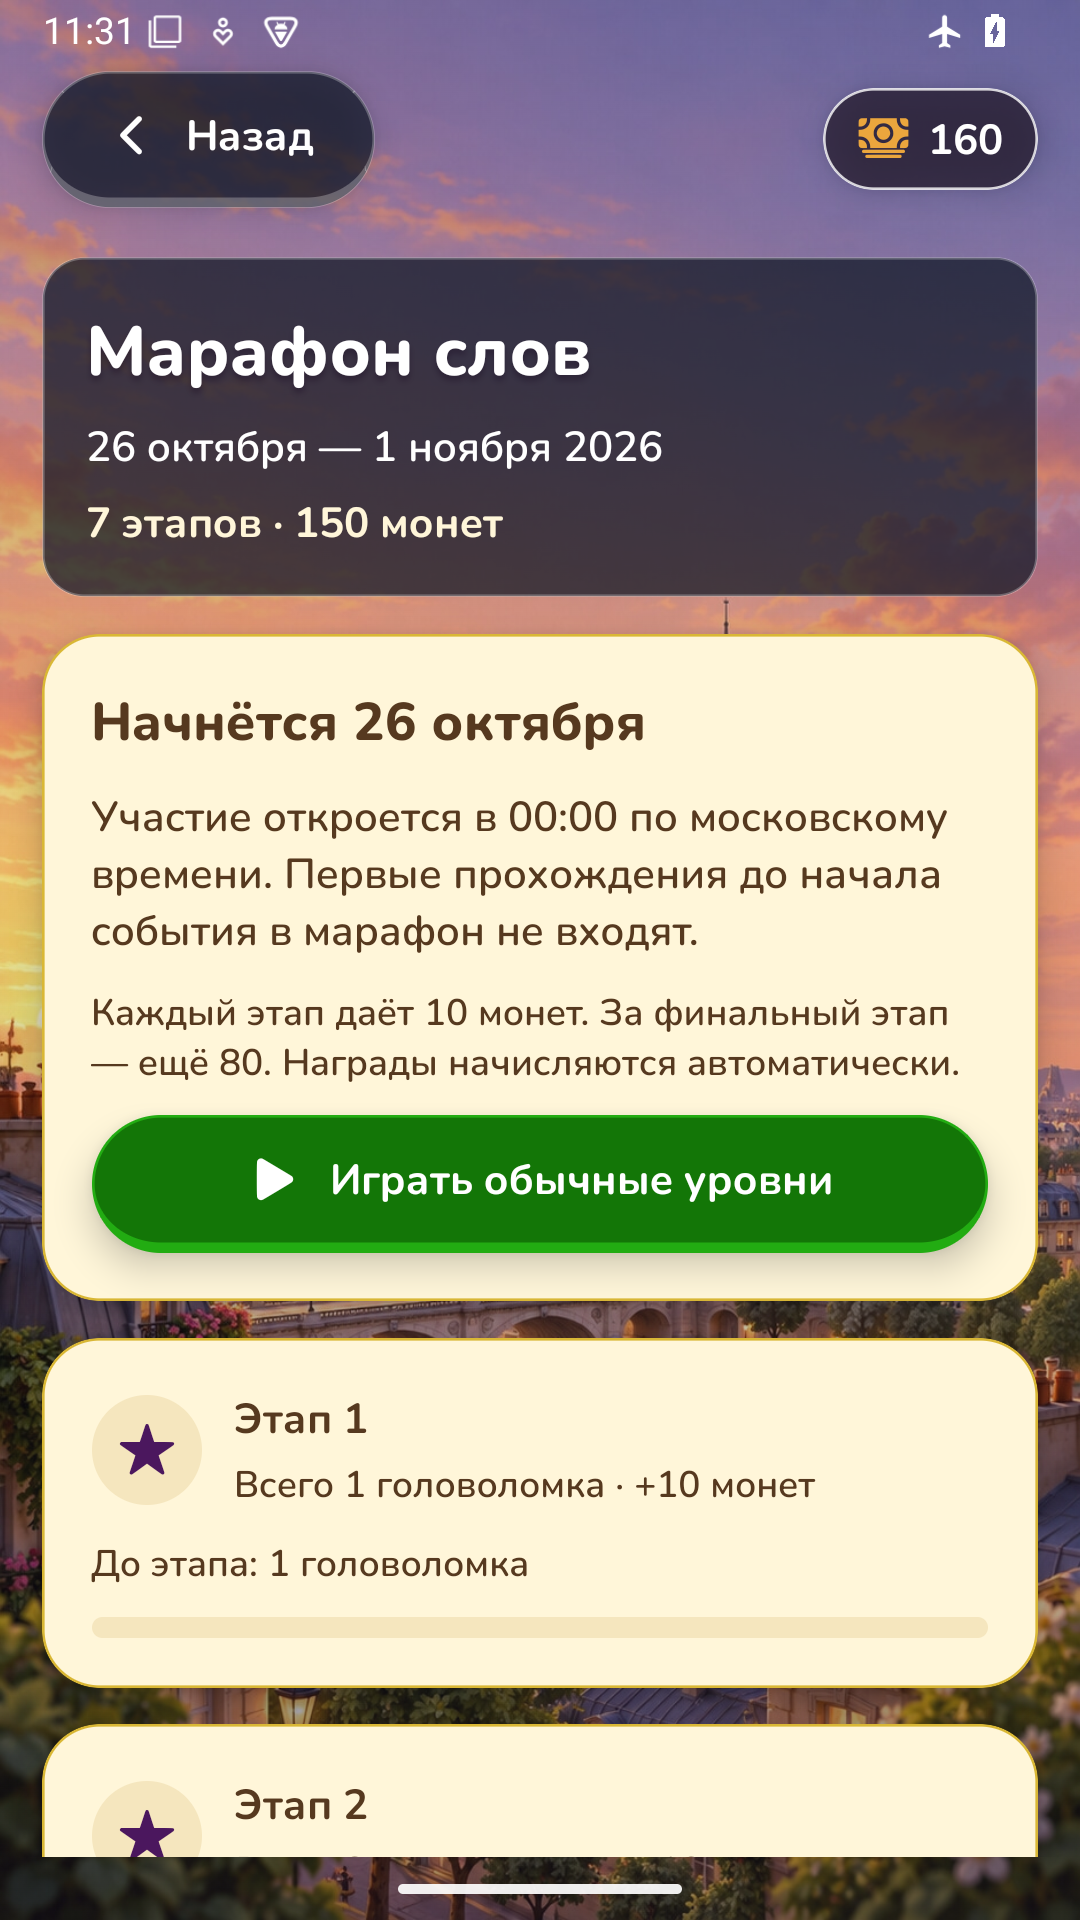 11:31
Назад
160
Марафон слов
26 октября — 1 ноября 2026
7 этапов · 150 монет
Начнётся 26 октября
Участие откроется в 00:00 по московскому
времени. Первые прохождения до начала
события в марафон не входят.
Каждый этап даёт 10 монет. За финальный этап
— ещё 80. Награды начисляются автоматически.
Играть обычные уровни
Этап 1
Всего 1 головоломка · +10 монет
До этапа: 1 головоломка
Этап 2